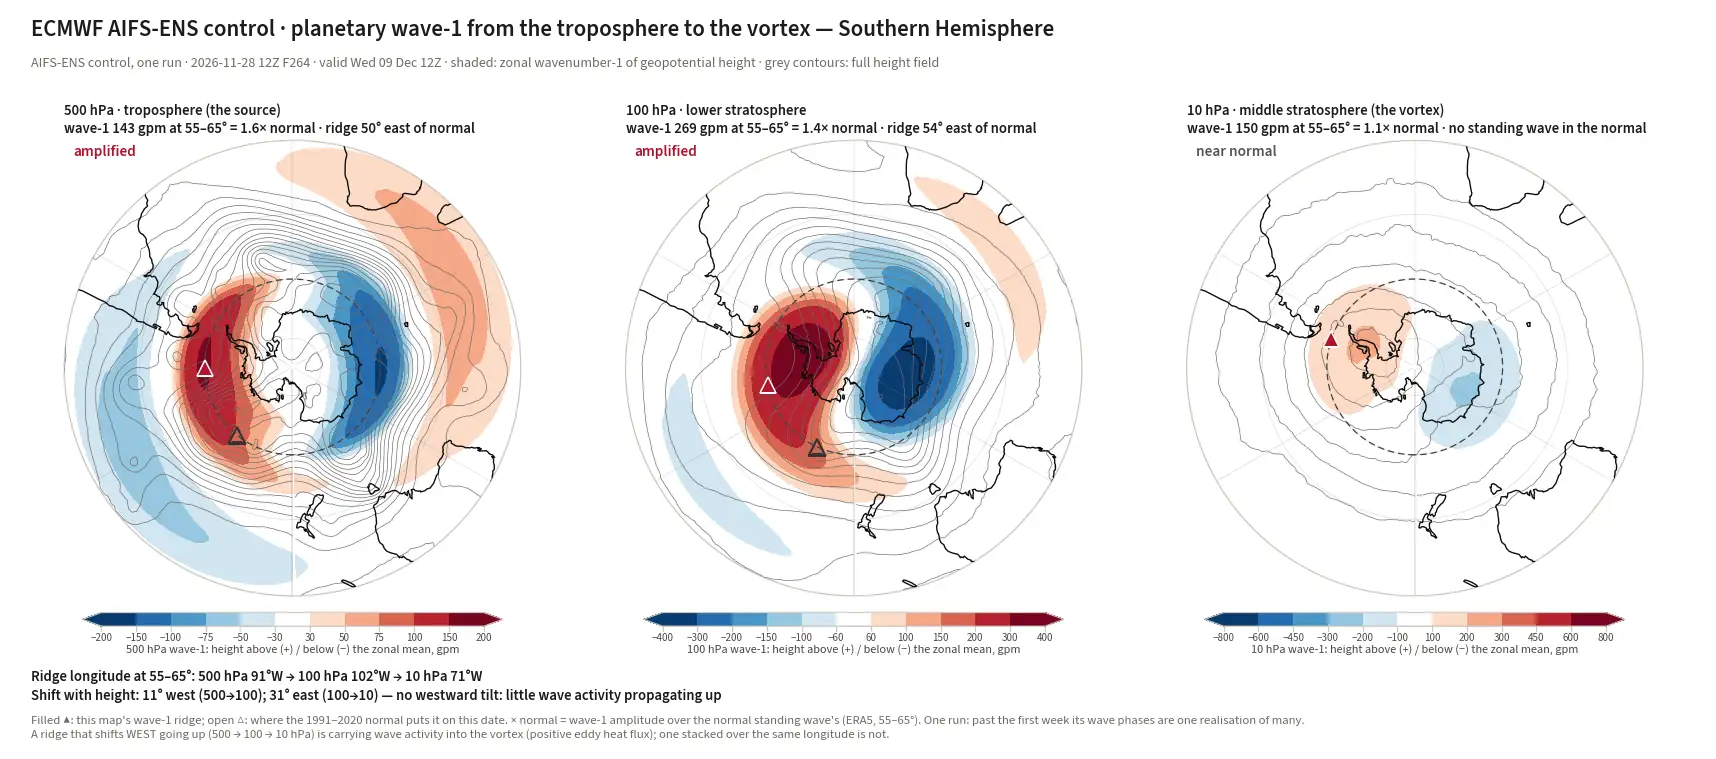 ECMWF AIFS-ENS control · planetary wave-1 from the troposphere to the vortex — Southern Hemisphere
AIFS-ENS control, one run · 2026-11-28 12Z F264 · valid Wed 09 Dec 12Z · shaded: zonal wavenumber-1 of geopotential height · grey contours: full height field
500 hPa · troposphere (the source)
wave-1 143 gpm at 55–65° = 1.6× normal · ridge 50° east of normal
amplified
100 hPa · lower stratosphere
wave-1 269 gpm at 55–65° = 1.4× normal · ridge 54° east of normal
amplified
10 hPa · middle stratosphere (the vortex)
wave-1 150 gpm at 55–65° = 1.1× normal · no standing wave in the normal
near normal
−200 −150 −100 −75 −50 −30 30 50 75 100 150 200
500 hPa wave-1: height above (+) / below (−) the zonal mean, gpm
−400 −300 −200 −150 −100 −60 60 100 150 200 300 400
100 hPa wave-1: height above (+) / below (−) the zonal mean, gpm
−800 −600 −450 −300 −200 −100 100 200 300 450 600 800
10 hPa wave-1: height above (+) / below (−) the zonal mean, gpm
Ridge longitude at 55–65°: 500 hPa 91°W → 100 hPa 102°W → 10 hPa 71°W
Shift with height: 11° west (500→100); 31° east (100→10) — no westward tilt: little wave activity propagating up
Filled ▲: this map's wave-1 ridge; open △: where the 1991–2020 normal puts it on this date. × normal = wave-1 amplitude over the normal standing wave's (ERA5, 55–65°). One run: past the first week its wave phases are one realisation of many.
A ridge that shifts WEST going up (500 → 100 → 10 hPa) is carrying wave activity into the vortex (positive eddy heat flux); one stacked over the same longitude is not.